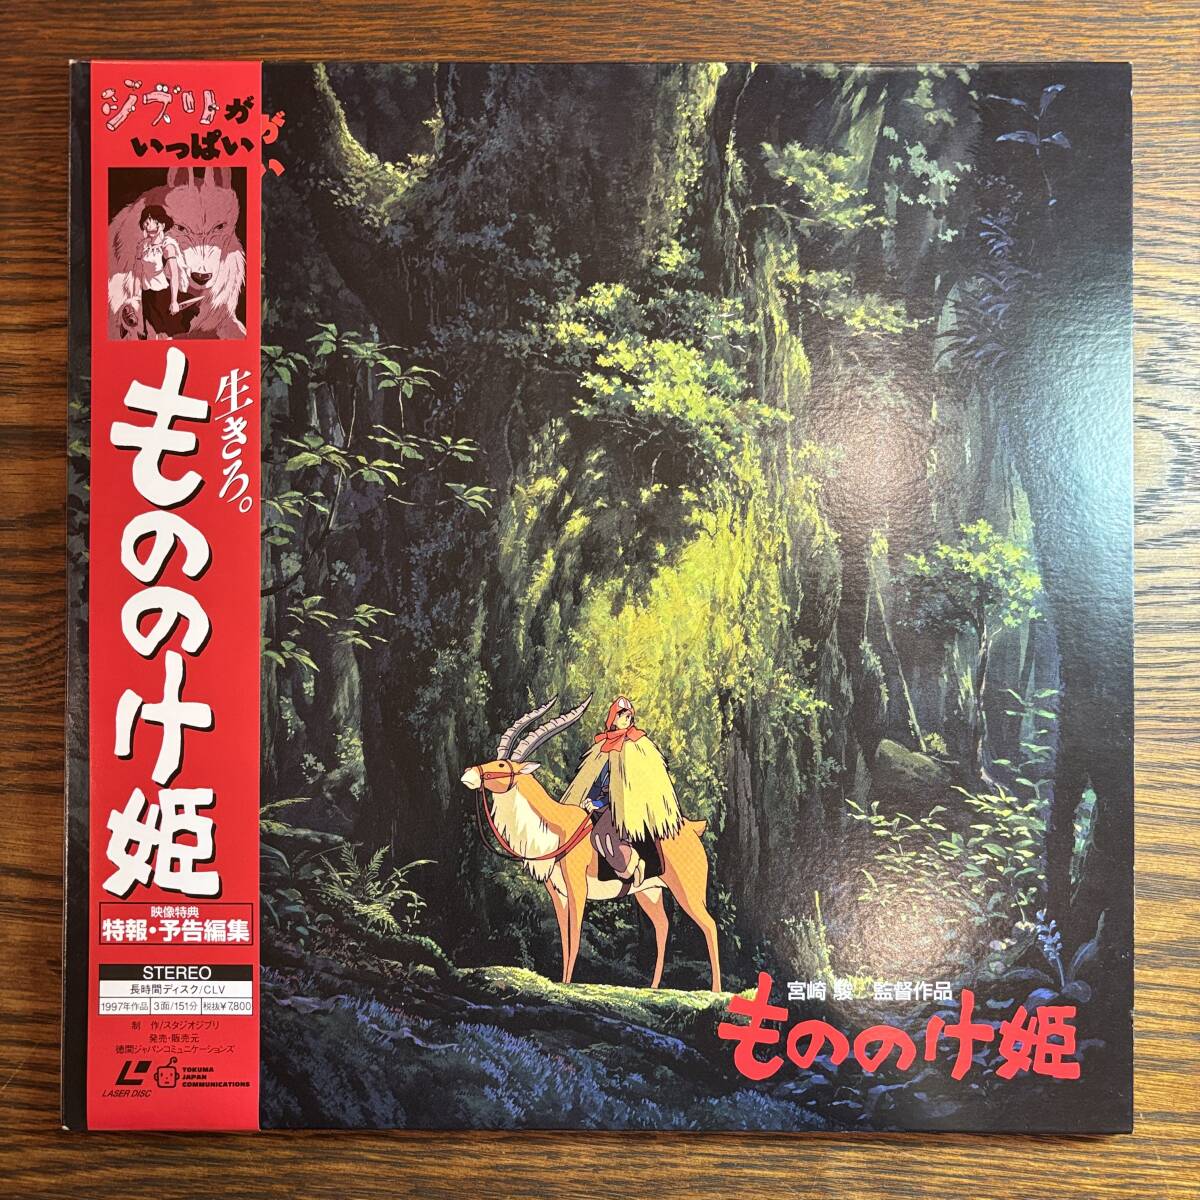 ジブリが
いっぱい
生きろ。
もののけ姫
映像特典
特報・予告編集
STEREO
長時間ディスク/CLV
1997年作品 3面/151分 税抜¥7,800
制 作/スタジオジブリ
発売・販売元
徳間ジャパンコミュニケーションズ
LASER DISC
TOKUMA
JAPAN
COMMUNICATIONS
宮崎 駿 監督作品
もののけ姫